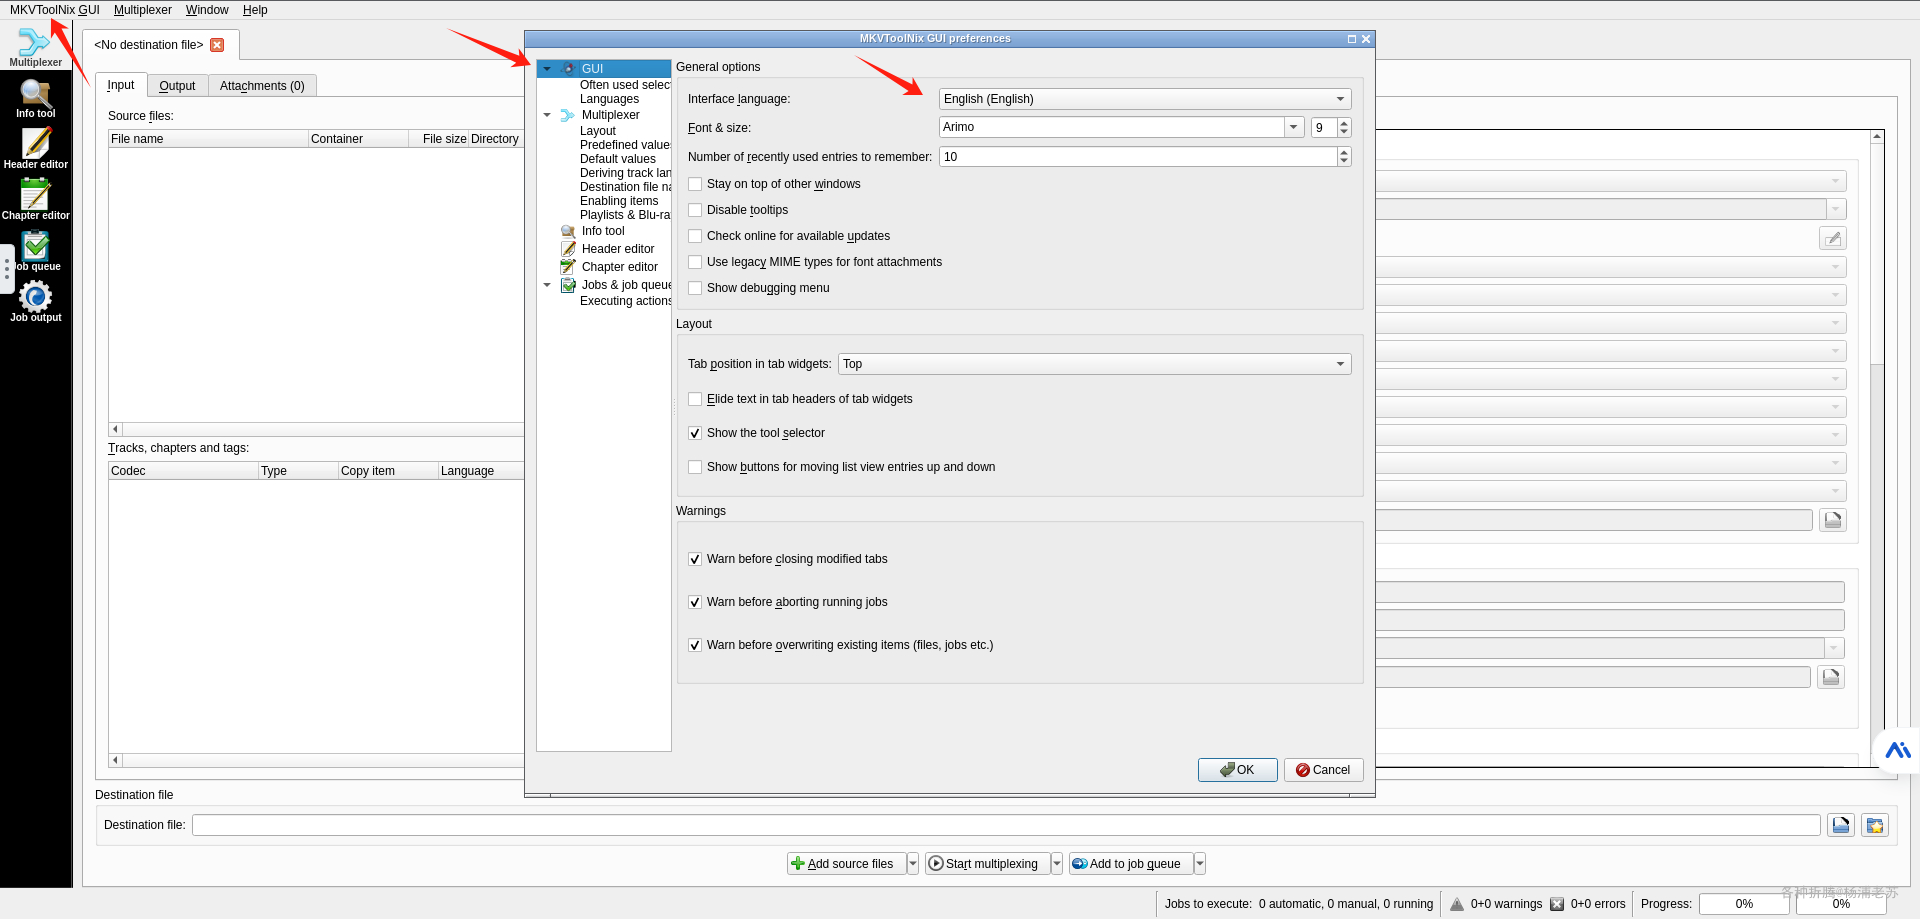 MKVToolNix GUI Multiplexer Window Help
Multiplexer
Info tool
Header editor
Chapter editor
Job queue
Job output
<No destination file>
Input Output Attachments (0)
Source files:
File name Container File size Directory
Tracks, chapters and tags:
Codec Type Copy item Language
MKVToolNix GUI preferences
GUI
Often used selec
Languages
Multiplexer
Layout
Predefined values
Default values
Deriving track lan
Destination file na
Enabling items
Playlists & Blu-ra
Info tool
Header editor
Chapter editor
Jobs & job queue
Executing actions
General options
Interface language: English (English)
Font & size: Arimo 9
Number of recently used entries to remember: 10
Stay on top of other windows
Disable tooltips
Check online for available updates
Use legacy MIME types for font attachments
Show debugging menu
Layout
Tab position in tab widgets: Top
Elide text in tab headers of tab widgets
Show the tool selector
Show buttons for moving list view entries up and down
Warnings
Warn before closing modified tabs
Warn before aborting running jobs
Warn before overwriting existing items (files, jobs etc.)
OK Cancel
Destination file
Destination file:
Add source files Start multiplexing Add to job queue
Jobs to execute: 0 automatic, 0 manual, 0 running 0+0 warnings 0+0 errors Progress: 0% 0%
各种折腾@杨浦老苏